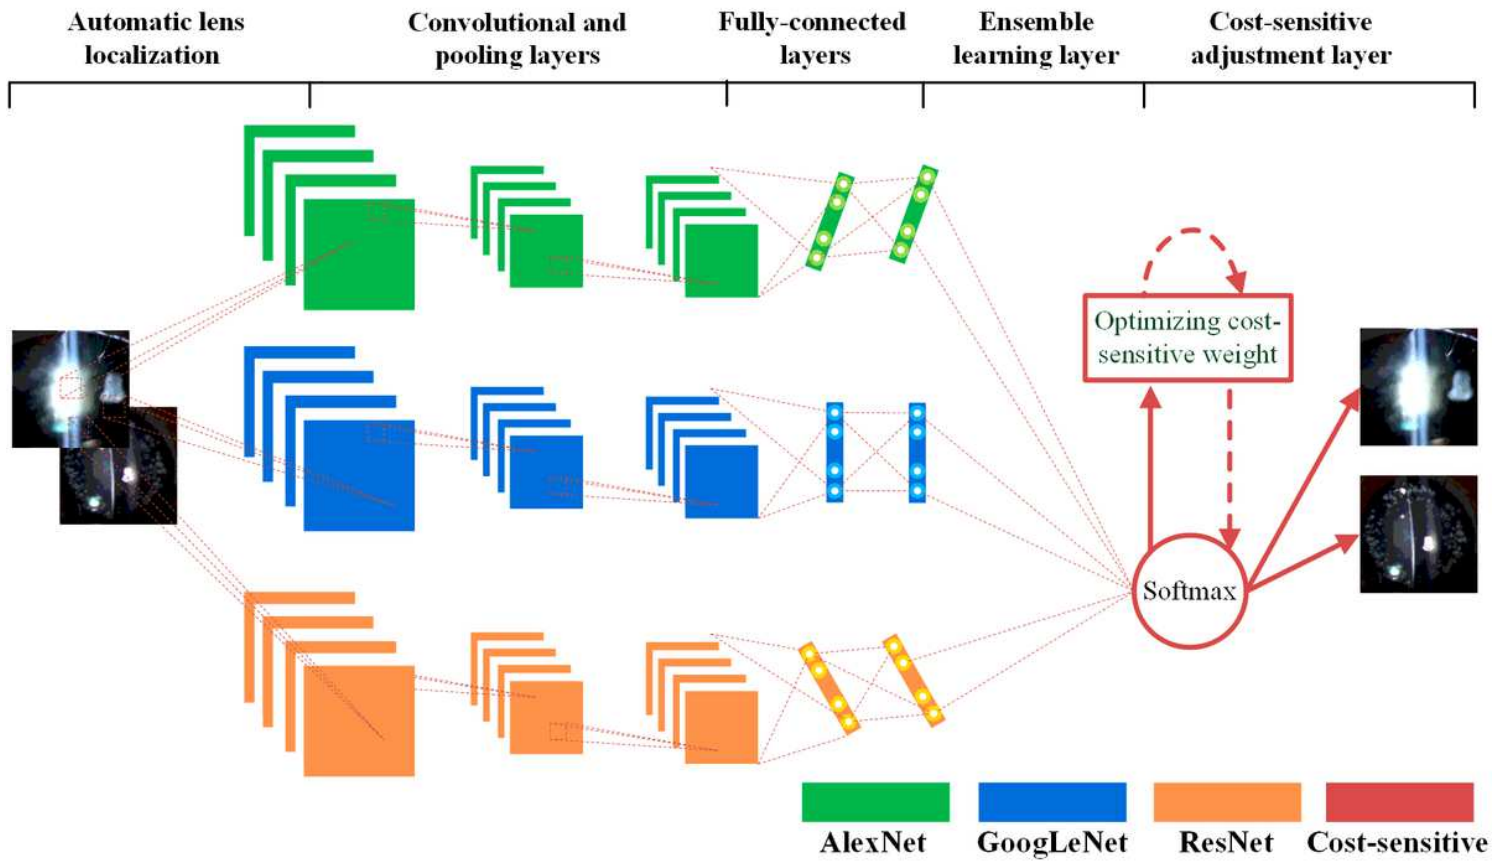 Automatic lens
localization
Convolutional and
pooling layers
Fully-connected
layers
Ensemble
learning layer
Cost-sensitive
adjustment layer
Optimizing cost-
sensitive weight
Softmax
AlexNet
GoogLeNet
ResNet
Cost-sensitive